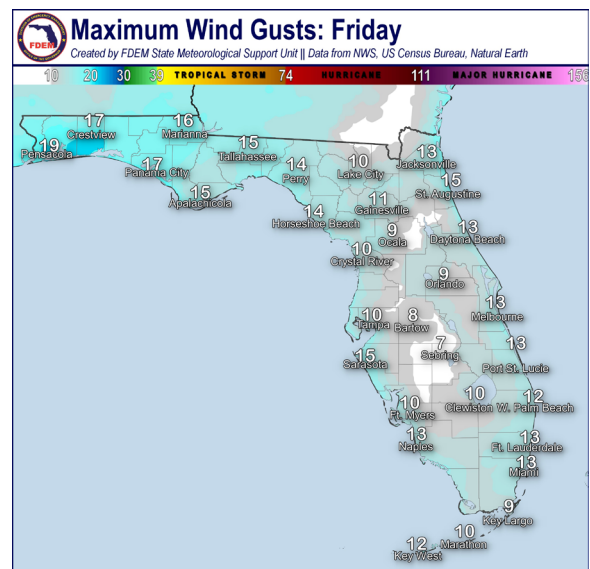 Maximum Wind Gusts: Friday
Created by FDEM State Meteorological Support Unit || Data from NWS, US Census Bureau, Natural Earth
FDEM
10 20 30 39 TROPICAL STORM 74 HURRICANE 111 MAJOR HURRICANE 156
17
Crestview
16
Marianna
19
Pensacola
15
Tallahassee
17
Panama City
14
Perry
10
Lake City
13
Jacksonville
15
Apalachicola
15
St. Augustine
11
Gainesville
14
Horseshoe Beach
9
Ocala
13
Daytona Beach
10
Crystal River
9
Orlando
13
Melbourne
10
Tampa
8
Bartow
7
Sebring
13
Port St. Lucie
15
Sarasota
10
Ft. Myers
10
Clewiston
12
W. Palm Beach
13
Naples
13
Ft. Lauderdale
13
Miami
9
Key Largo
10
Marathon
12
Key West